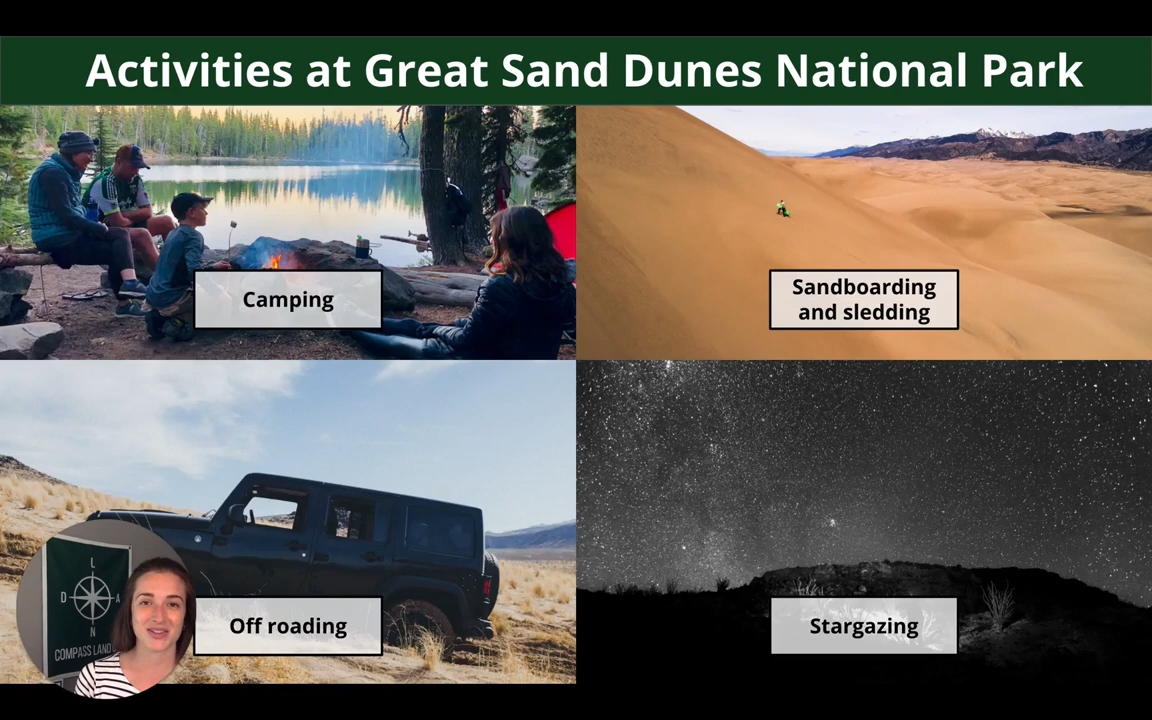 Activities at Great Sand Dunes National Park
Camping
Sandboarding
and sledding
Off roading
Stargazing
L
D
A
N
COMPASS LAND